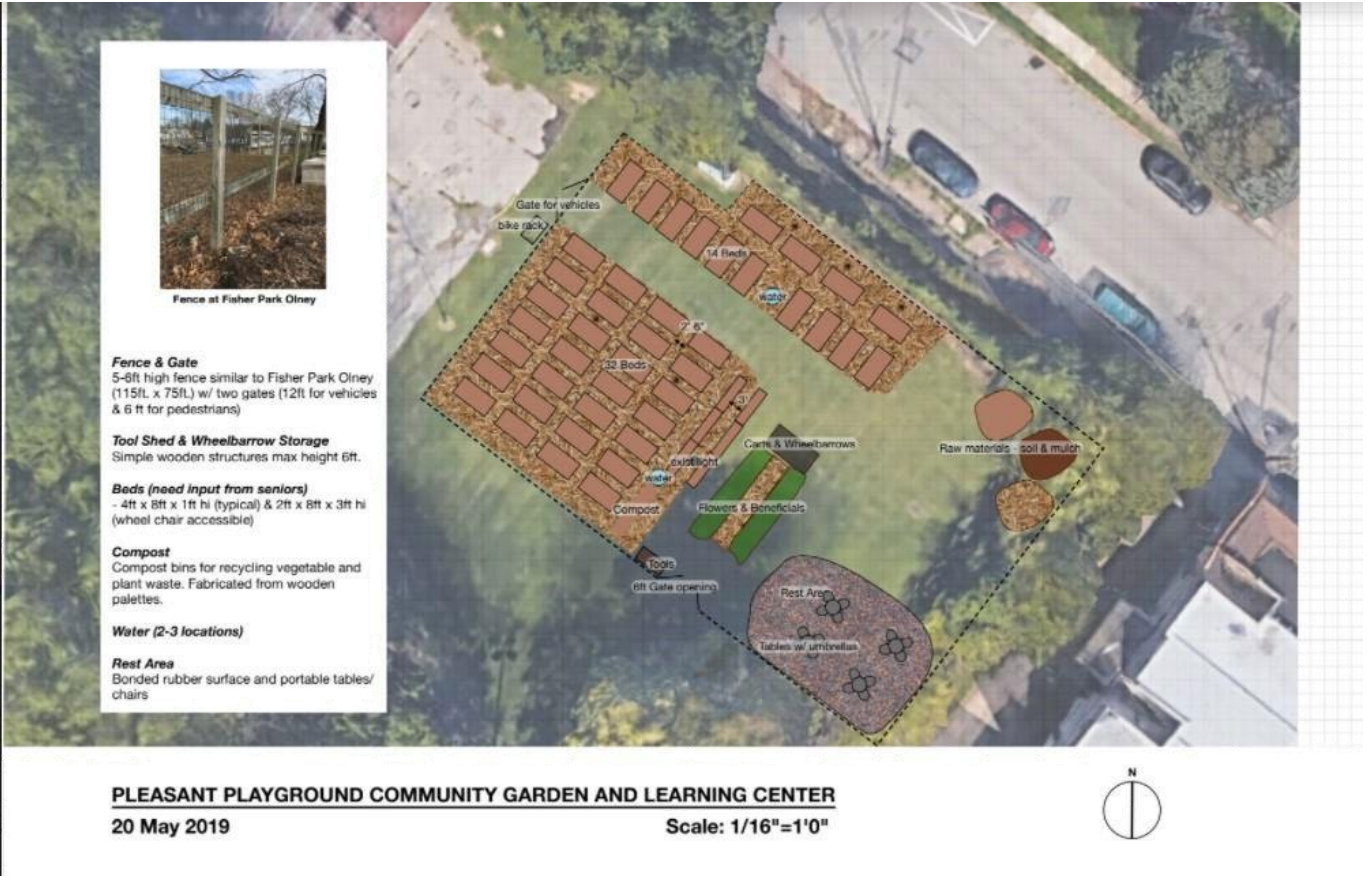 Fence at Fisher Park Olney
Fence & Gate
5-6ft high fence similar to Fisher Park Olney
(115ft. x 75ft.) w/ two gates (12ft for vehicles
& 6 ft for pedestrians)
Tool Shed & Wheelbarrow Storage
Simple wooden structures max height 6ft.
Beds (need input from seniors)
- 4ft x 8ft x 1ft hi (typical) & 2ft x 8ft x 3ft hi
(wheel chair accessible)
Compost
Compost bins for recycling vegetable and
plant waste. Fabricated from wooden
palettes.
Water (2-3 locations)
Rest Area
Bonded rubber surface and portable tables/
chairs
Gate for vehicles
bike rack
14 Beds
water
2' 6"
32 Beds
3'
Carts & Wheelbarrows
Raw materials - soil & mulch
light
water
Compost
Flowers & Beneficials
Tools
6ft Gate opening
Rest Area
Tables w/ umbrellas
N
PLEASANT PLAYGROUND COMMUNITY GARDEN AND LEARNING CENTER
20 May 2019
Scale: 1/16"=1'0"